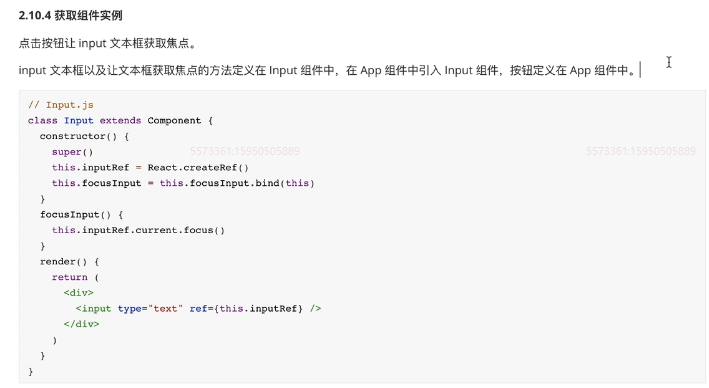 2.10.4 获取组件实例
点击按钮让 input 文本框获取焦点。
input 文本框以及让文本框获取焦点的方法定义在 Input 组件中，在 App 组件中引入 Input 组件，按钮定义在 App 组件中。
// Input.js
class Input extends Component {
  constructor() {
    super()
5573361:15950505889 5573361:15950505889
    this.inputRef = React.createRef()
    this.focusInput = this.focusInput.bind(this)
  }
  focusInput() {
    this.inputRef.current.focus()
  }
  render() {
    return (
      <div>
        <input type="text" ref={this.inputRef} />
      </div>
    )
  }
}